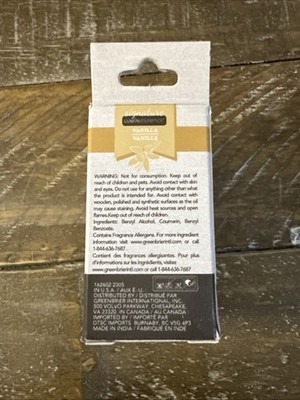 signature
VANILLA
VANILLE
WARNING: Not for consumption. Keep out of
reach of children and pets. Avoid contact with skin
and eyes. Do not use for anything other than what
the product is intended for. Avoid contact with
wooden, polished and synthetic surfaces as the oil
may cause staining. Avoid heat sources and open
flames.Keep out of reach of children.
Ingredients: Benzyl Alcohol, Coumarin, Benzyl
Benzoate.
Contains Fragrance Allergens. For more ingredient
information visit www.greenbrierintl.com or call
1-844-636-7687
Contient des fragrances allergisantes. Pour plus
d'information visit www.greenbrierintl.com or call
1-844-636-7687
162602 2305
IN U.S.A. / AUX É.-U.
DISTRIBUTED BY / DISTRIBUÉ PAR
GREENBRIER INTERNATIONAL, INC.
500 VOLVO PARKWAY, CHESAPEAKE,
VA 23320. IN CANADA / AU CANADA
IMPORTED BY / IMPORTÉ PAR
DTSC IMPORTS BURNABY, BC V5G 4P3
MADE IN INDIA / FABRIQUÉ EN INDE